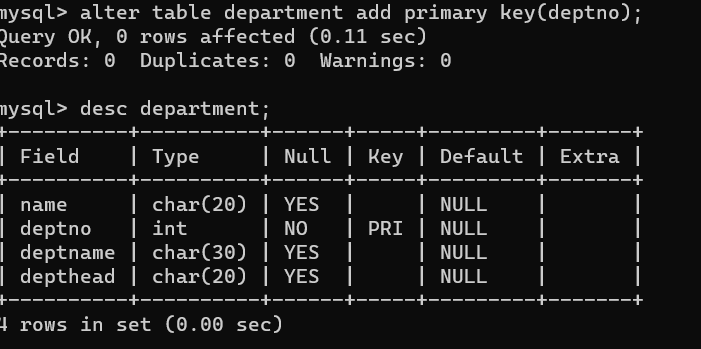 mysql> alter table department add primary key(deptno);
Query OK, 0 rows affected (0.11 sec)
Records: 0  Duplicates: 0  Warnings: 0

mysql> desc department;
+----------+----------+------+-----+---------+-------+
| Field    | Type     | Null | Key | Default | Extra |
+----------+----------+------+-----+---------+-------+
| name     | char(20) | YES  |     | NULL    |       |
| deptno   | int      | NO   | PRI | NULL    |       |
| deptname | char(30) | YES  |     | NULL    |       |
| depthead | char(20) | YES  |     | NULL    |       |
+----------+----------+------+-----+---------+-------+
4 rows in set (0.00 sec)